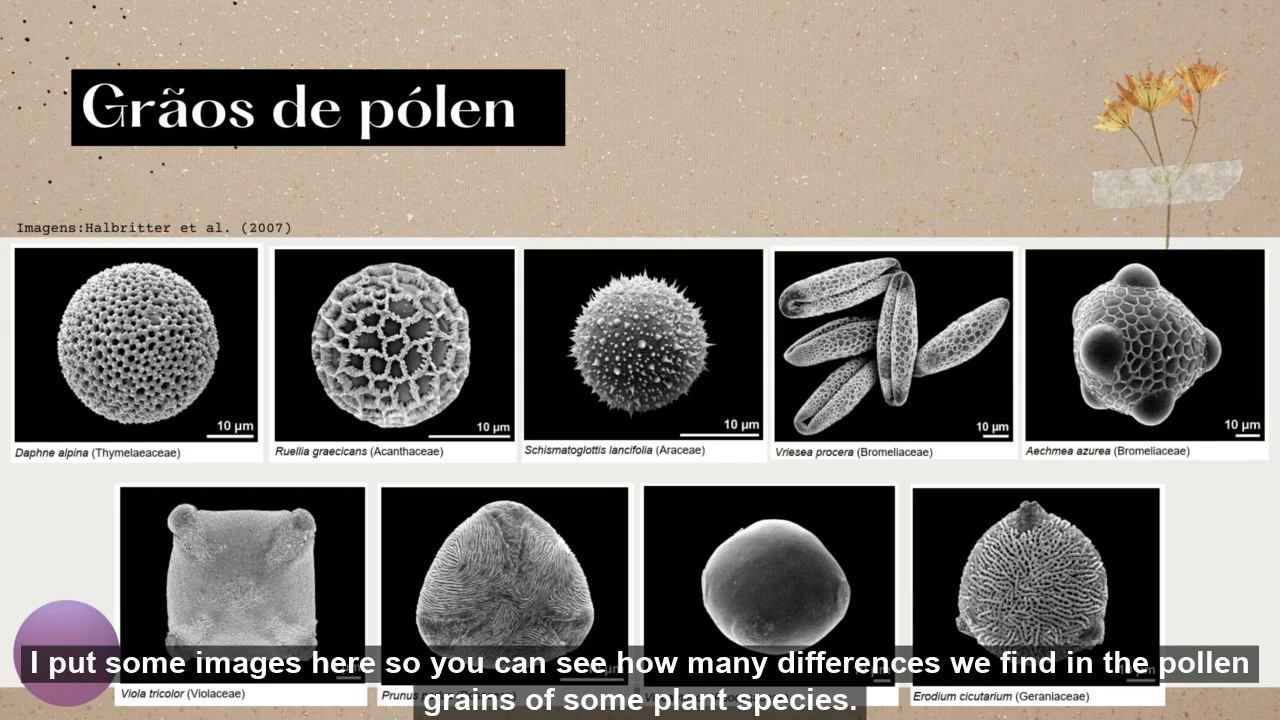 Grãos de pólen
Imagens:Halbritter et al. (2007)
10 µm
10 µm
10 µm
10 µm
10 µm
Daphne alpina (Thymelaeaceae)
Ruellia graecicans (Acanthaceae)
Schismatoglottis lancifolia (Araceae)
Vriesea procera (Bromeliaceae)
Aechmea azurea (Bromeliaceae)
I put some images here so you can see how many differences we find in the pollen
grains of some plant species.
Viola tricolor (Violaceae)
Prunus
Erodium cicutarium (Geraniaceae)